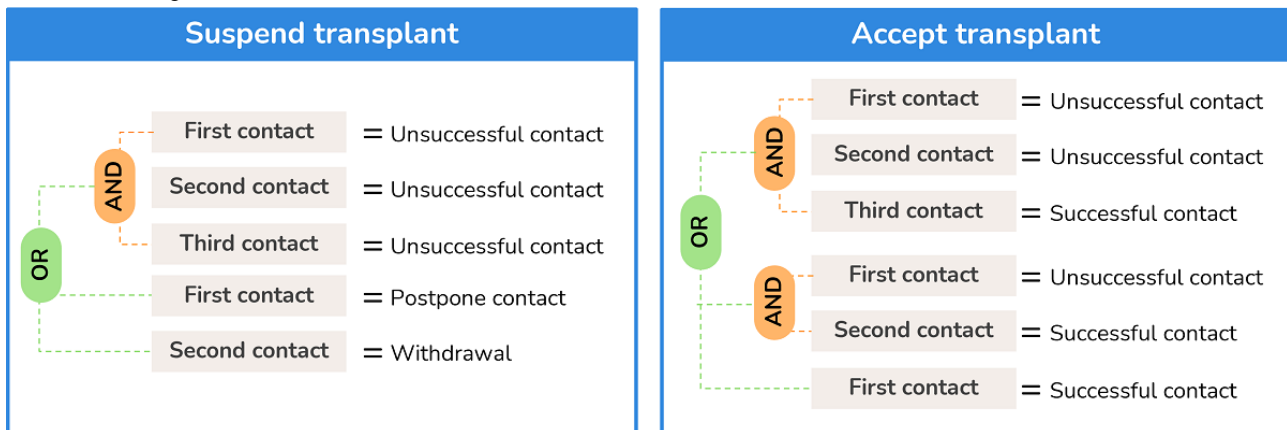 Suspend transplant
First contact = Unsuccessful contact
AND
Second contact = Unsuccessful contact
Third contact = Unsuccessful contact
OR
First contact = Postpone contact
Second contact = Withdrawal
Accept transplant
First contact = Unsuccessful contact
AND
Second contact = Unsuccessful contact
Third contact = Successful contact
OR
First contact = Unsuccessful contact
AND
Second contact = Successful contact
First contact = Successful contact